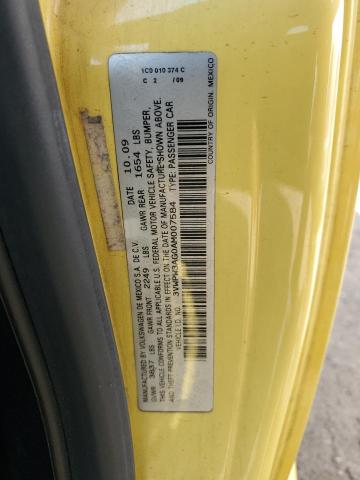 1C0 010 374 C
C 2 /09
MANUFACTURED BY VOLKSWAGEN DE MEXICO S.A. DE C.V. DATE 10.09
GVWR 3637 LBS GAWR FRONT 2249 LBS GAWR REAR 1654 LBS
THIS VEHICLE CONFORMS TO ALL APPLICABLE U.S. FEDERAL MOTOR VEHICLE SAFETY, BUMPER,
AND THEFT PREVENTION STANDARDS IN EFFECT ON THE DATE OF MANUFACTURE SHOWN ABOVE.
VEHICLE I.D. NO.: 3VWPW3AG0AM007584 TYPE: PASSENGER CAR
COUNTRY OF ORIGIN: MEXICO